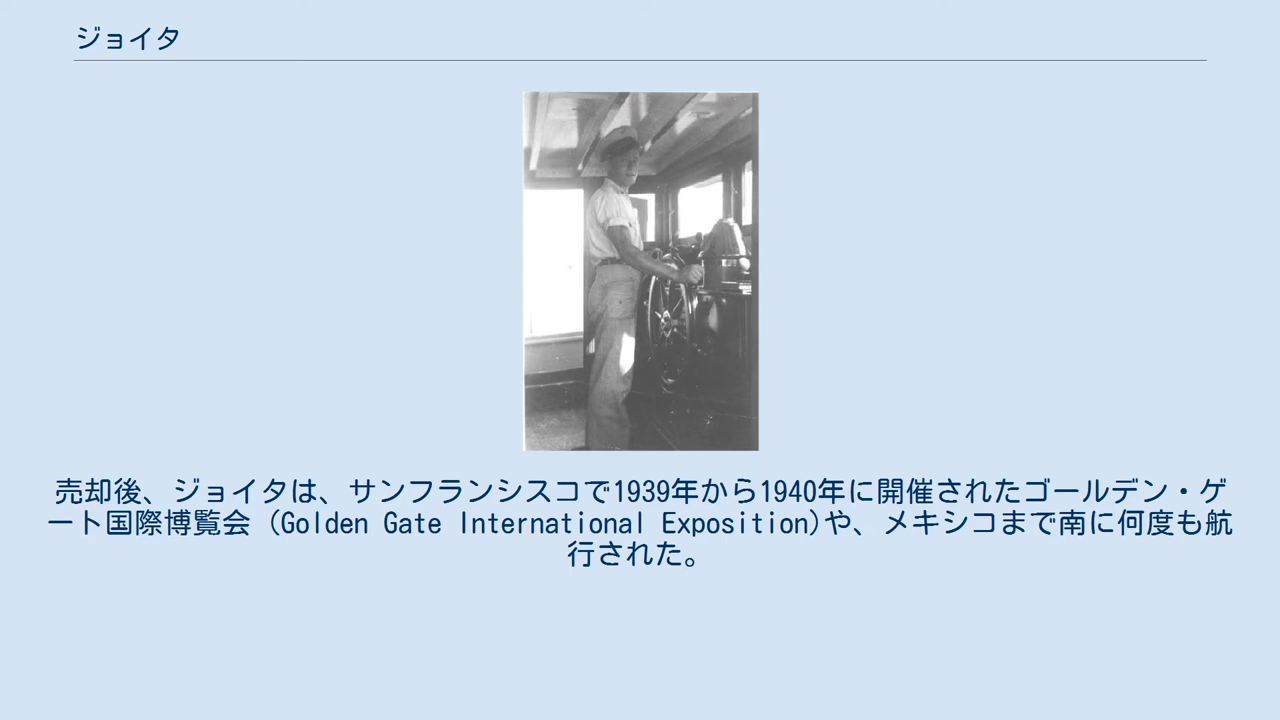 ジョイタ
売却後、ジョイタは、サンフランシスコで1939年から1940年に開催されたゴールデン・ゲ
ート国際博覧会 (Golden Gate International Exposition)や、メキシコまで南に何度も航
行された。